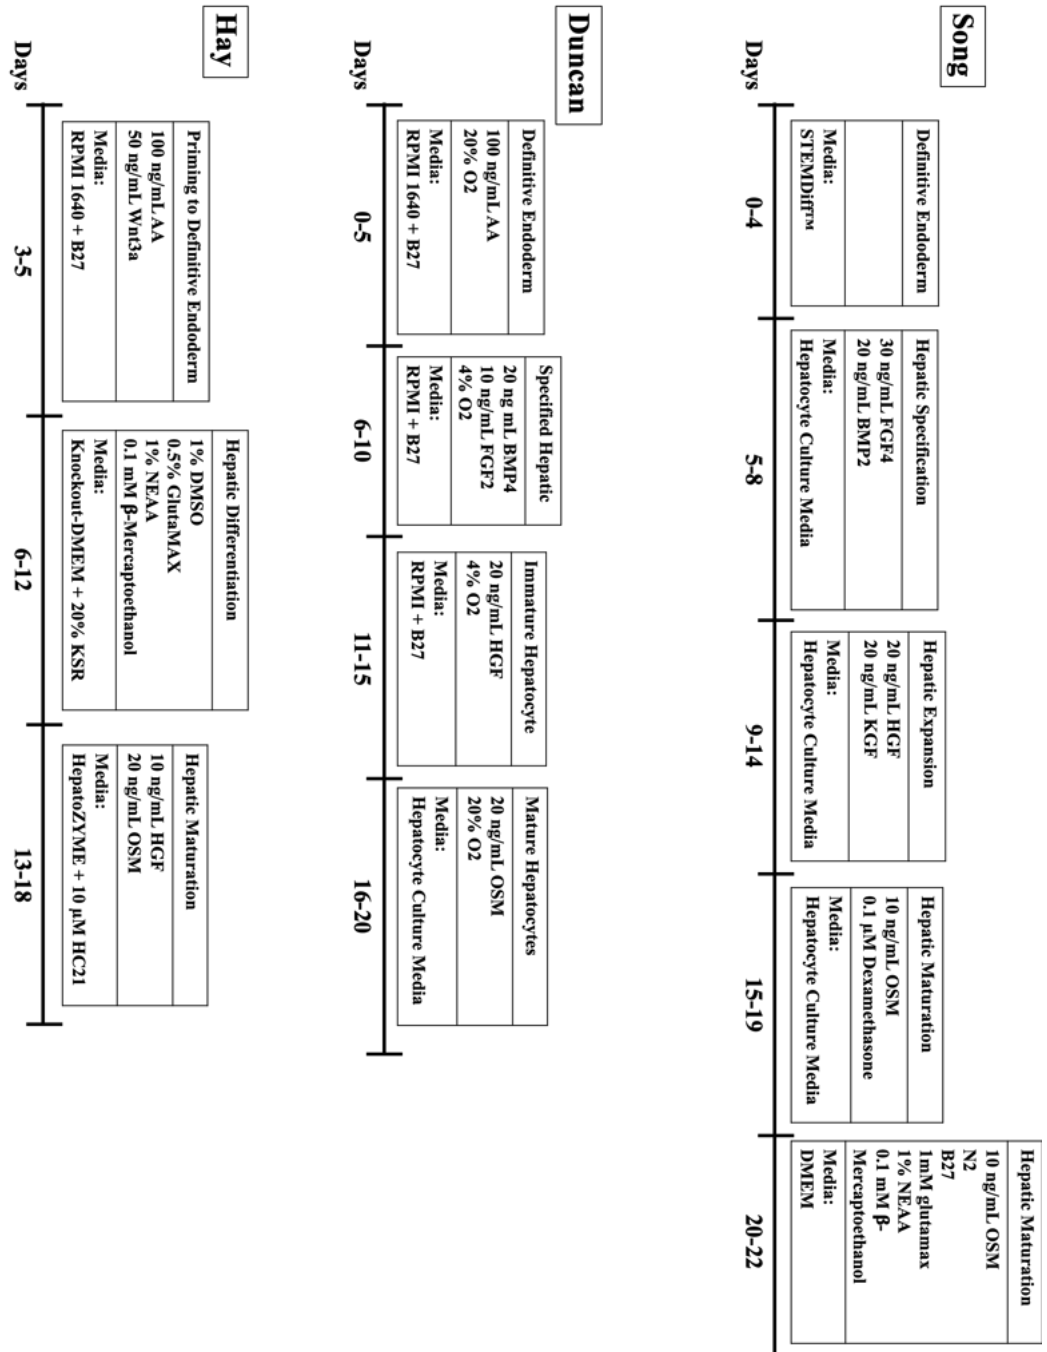 Song
Definitive Endoderm
Media:
STEMDiff™
Hepatic Specification
30 ng/mL FGF4
20 ng/mL BMP2
Media:
Hepatocyte Culture Media
Hepatic Expansion
20 ng/mL HGF
20 ng/mL KGF
Media:
Hepatocyte Culture Media
Hepatic Maturation
10 ng/mL OSM
0.1 µM Dexamethasone
Media:
Hepatocyte Culture Media
Hepatic Maturation
10 ng/mL OSM
N2
B27
1mM glutamax
1% NEAA
0.1 mM β-
Mercaptoethanol
Media:
DMEM
Days
0-4
5-8
9-14
15-19
20-22
Duncan
Definitive Endoderm
100 ng/mL AA
20% O2
Media:
RPMI 1640 + B27
Specified Hepatic
20 ng mL BMP4
10 ng/mL FGF2
4% O2
Media:
RPMI + B27
Immature Hepatocyte
20 ng/mL HGF
4% O2
Media:
RPMI + B27
Mature Hepatocytes
20 ng/mL OSM
20% O2
Media:
Hepatocyte Culture Media
Days
0-5
6-10
11-15
16-20
Hay
Priming to Definitive Endoderm
100 ng/mL AA
50 ng/mL Wnt3a
Media:
RPMI 1640 + B27
Hepatic Differentiation
1% DMSO
0.5% GlutaMAX
1% NEAA
0.1 mM β-Mercaptoethanol
Media:
Knockout-DMEM + 20% KSR
Hepatic Maturation
10 ng/mL HGF
20 ng/mL OSM
Media:
HepatoZYME + 10 µM HC21
Days
3-5
6-12
13-18